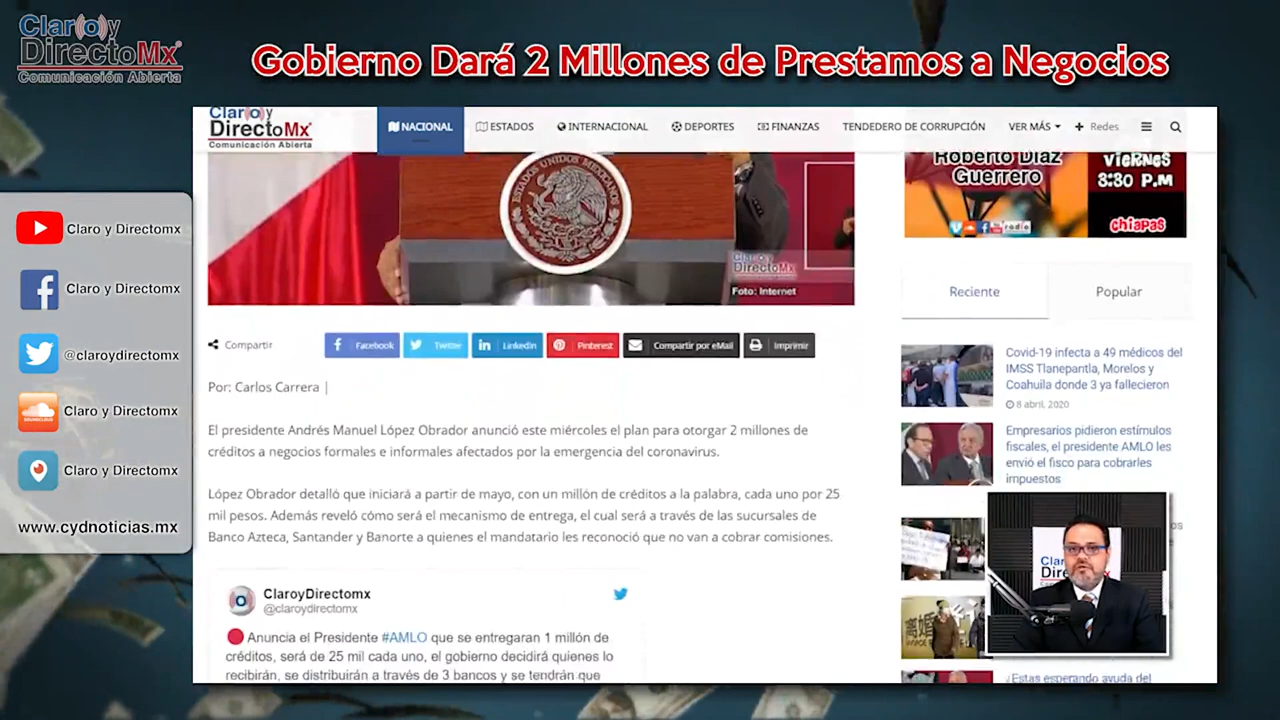 Claro y
DirectoMx®
Comunicación Abierta
Gobierno Dará 2 Millones de Prestamos a Negocios
Claro y
DirectoMx®
Comunicación Abierta
NACIONAL
ESTADOS
INTERNACIONAL
DEPORTES
FINANZAS
TENDEDERO DE CORRUPCIÓN
VER MÁS
Redes
ESTADOS UNIDOS MEXICANOS
Claro y
DirectoMx
Foto: Internet
Roberto Díaz
Guerrero
VIERNES
3:30 P.M
chiapas
radio
Claro y Directomx
Claro y Directomx
@claroydirectomx
SOUNDCLOUD
Claro y Directomx
Claro y Directomx
www.cydnoticias.mx
Compartir
Facebook
Twitter
LinkedIn
Pinterest
Compartir por eMail
Imprimir
Por: Carlos Carrera |
El presidente Andrés Manuel López Obrador anunció este miércoles el plan para otorgar 2 millones de
créditos a negocios formales e informales afectados por la emergencia del coronavirus.
López Obrador detalló que iniciará a partir de mayo, con un millón de créditos a la palabra, cada uno por 25
mil pesos. Además reveló cómo será el mecanismo de entrega, el cual será a través de las sucursales de
Banco Azteca, Santander y Banorte a quienes el mandatario les reconoció que no van a cobrar comisiones.
ClaroyDirectomx
@claroydirectomx
Anuncia el Presidente #AMLO que se entregaran 1 millón de
créditos, será de 25 mil cada uno, el gobierno decidirá quienes lo
recibirán, se distribuirán a través de 3 bancos y se tendrán que
Reciente
Popular
Covid-19 infecta a 49 médicos del
IMSS Tlanepantla, Morelos y
Coahuila donde 3 ya fallecieron
8 abril, 2020
Empresarios pidieron estímulos
fiscales, el presidente AMLO les
envió el fisco para cobrarles
impuestos
os
¿Estas esperando ayuda del